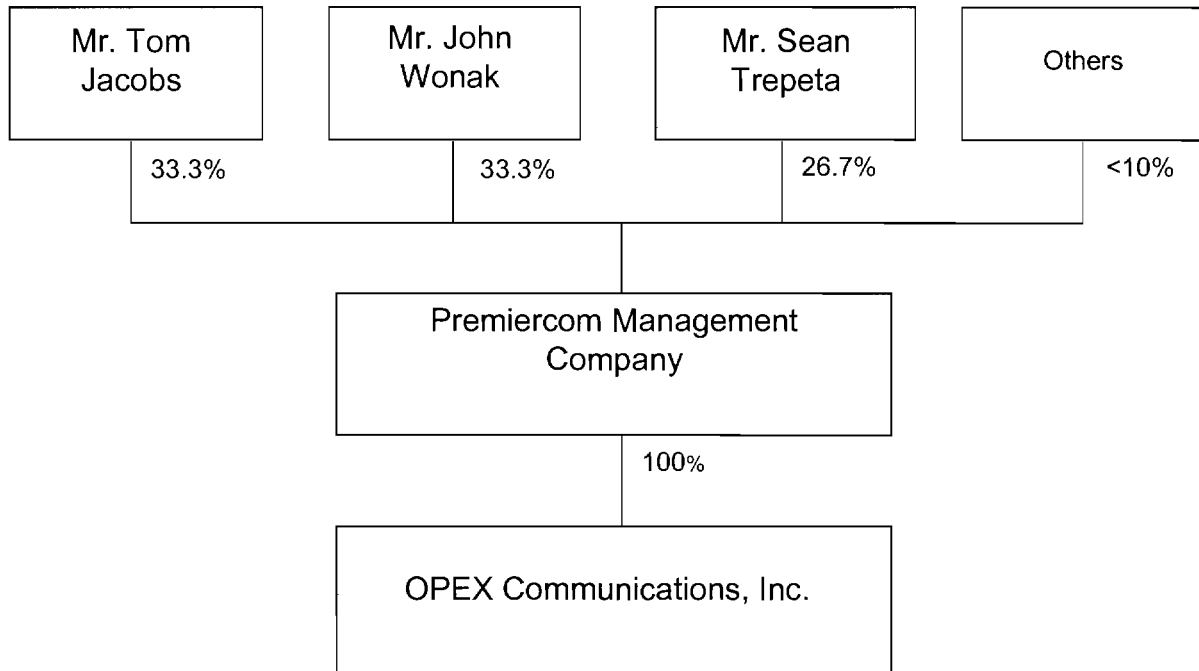 Mr. Tom
Jacobs
Mr. John
Wonak
Mr. Sean
Trepeta
Others
33.3%
33.3%
26.7%
<10%
Premiercom Management
Company
100%
OPEX Communications, Inc.